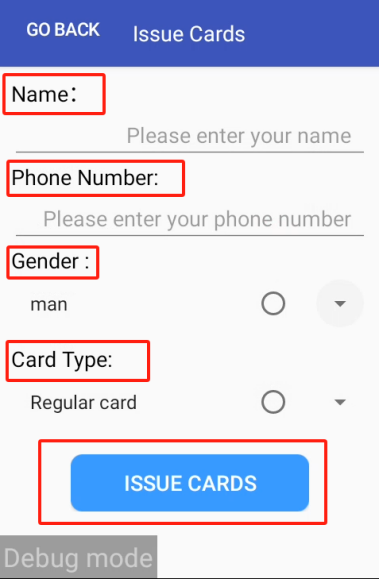 GO BACK Issue Cards
Name：
Please enter your name
Phone Number:
Please enter your phone number
Gender :
man
Card Type:
Regular card
ISSUE CARDS
Debug mode